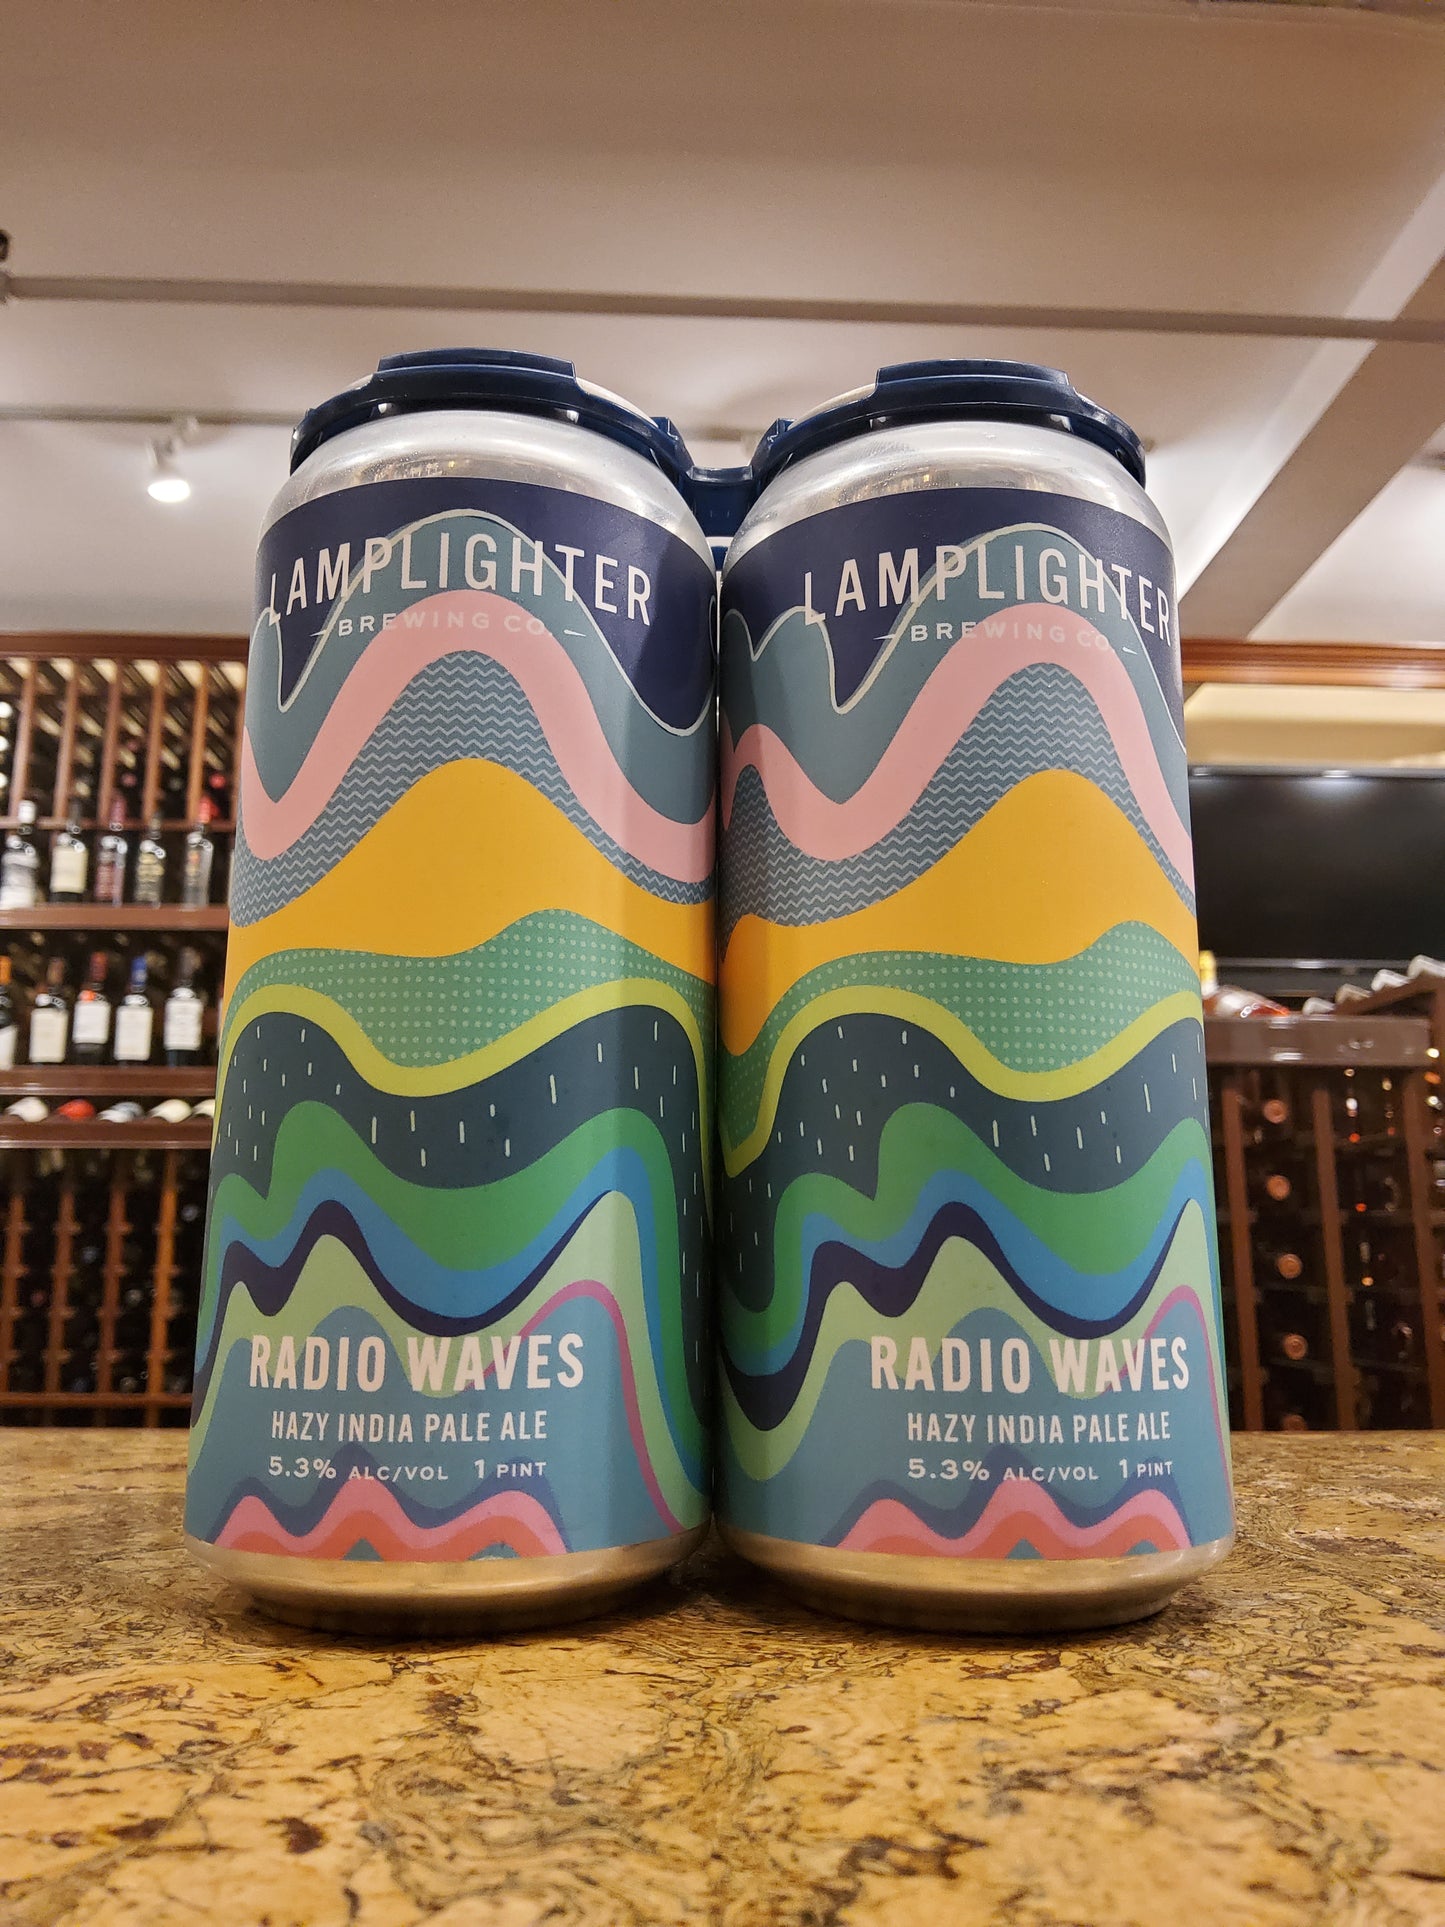 LAMPLIGHTER
BREWING CO.
RADIO WAVES
HAZY INDIA PALE ALE
5.3% ALC/VOL 1 PINT
LAMPLIGHTER
BREWING CO.
RADIO WAVES
HAZY INDIA PALE ALE
5.3% ALC/VOL 1 PINT